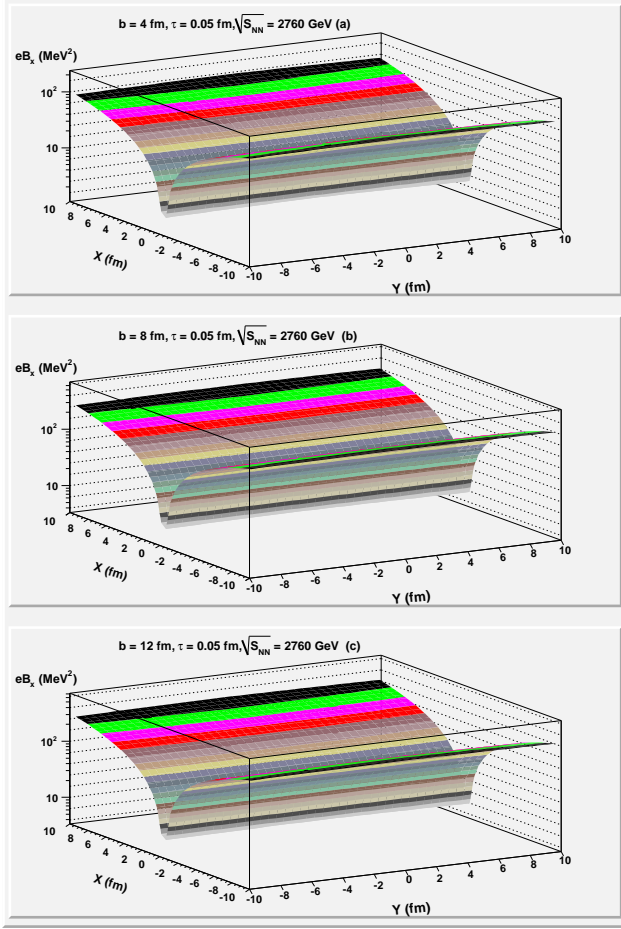 b = 4 fm, τ = 0.05 fm,√S_NN = 2760 GeV (a)
eBₓ (MeV²)
10²
10
10 8 6 4 2 0 -2 -4 -6 -8 -10
X (fm)
-10 -8 -6 -4 -2 0 2 4 6 8 10
Y (fm)
b = 8 fm, τ = 0.05 fm,√S_NN = 2760 GeV (b)
eBₓ (MeV²)
10²
10
10 8 6 4 2 0 -2 -4 -6 -8 -10
X (fm)
-10 -8 -6 -4 -2 0 2 4 6 8 10
Y (fm)
b = 12 fm, τ = 0.05 fm,√S_NN = 2760 GeV (c)
eBₓ (MeV²)
10²
10
10 8 6 4 2 0 -2 -4 -6 -8 -10
X (fm)
-10 -8 -6 -4 -2 0 2 4 6 8 10
Y (fm)